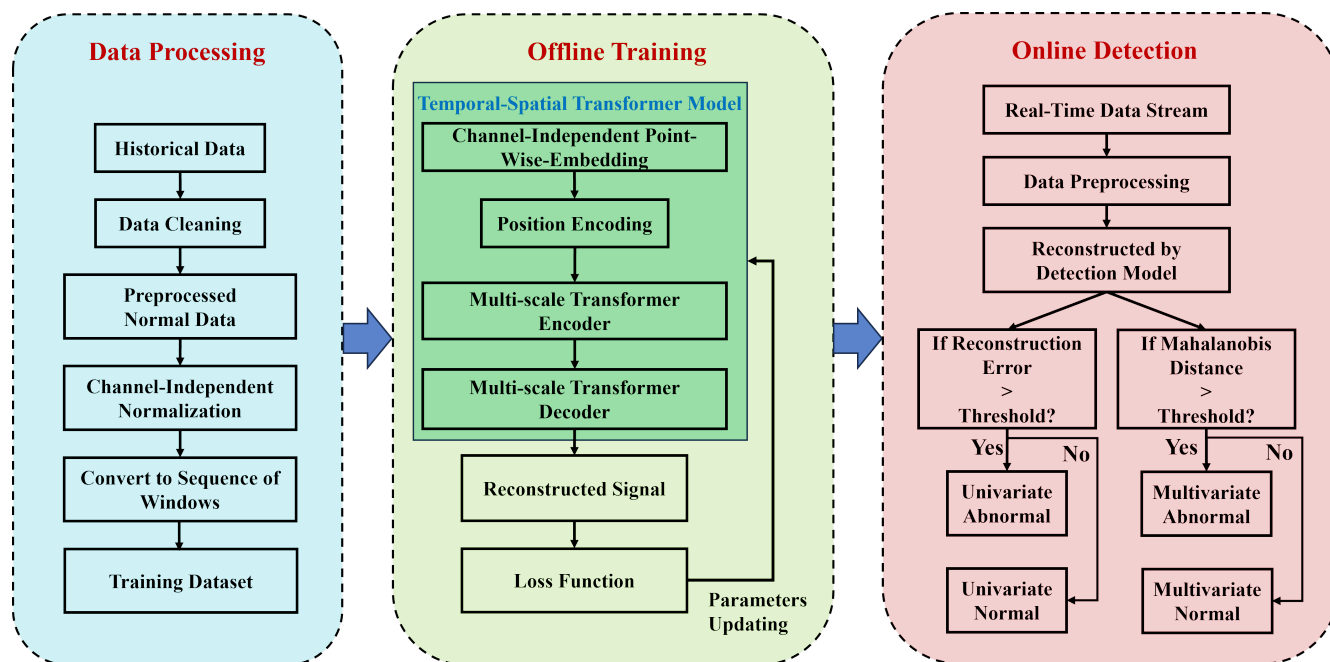 Data Processing
Historical Data
Data Cleaning
Preprocessed
Normal Data
Channel-Independent
Normalization
Convert to Sequence of
Windows
Training Dataset
Offline Training
Temporal-Spatial Transformer Model
Channel-Independent Point-
Wise-Embedding
Position Encoding
Multi-scale Transformer
Encoder
Multi-scale Transformer
Decoder
Reconstructed Signal
Loss Function
Parameters
Updating
Online Detection
Real-Time Data Stream
Data Preprocessing
Reconstructed by
Detection Model
If Reconstruction
Error
>
Threshold?
Yes
No
Univariate
Abnormal
Univariate
Normal
If Mahalanobis
Distance
>
Threshold?
Yes
No
Multivariate
Abnormal
Multivariate
Normal